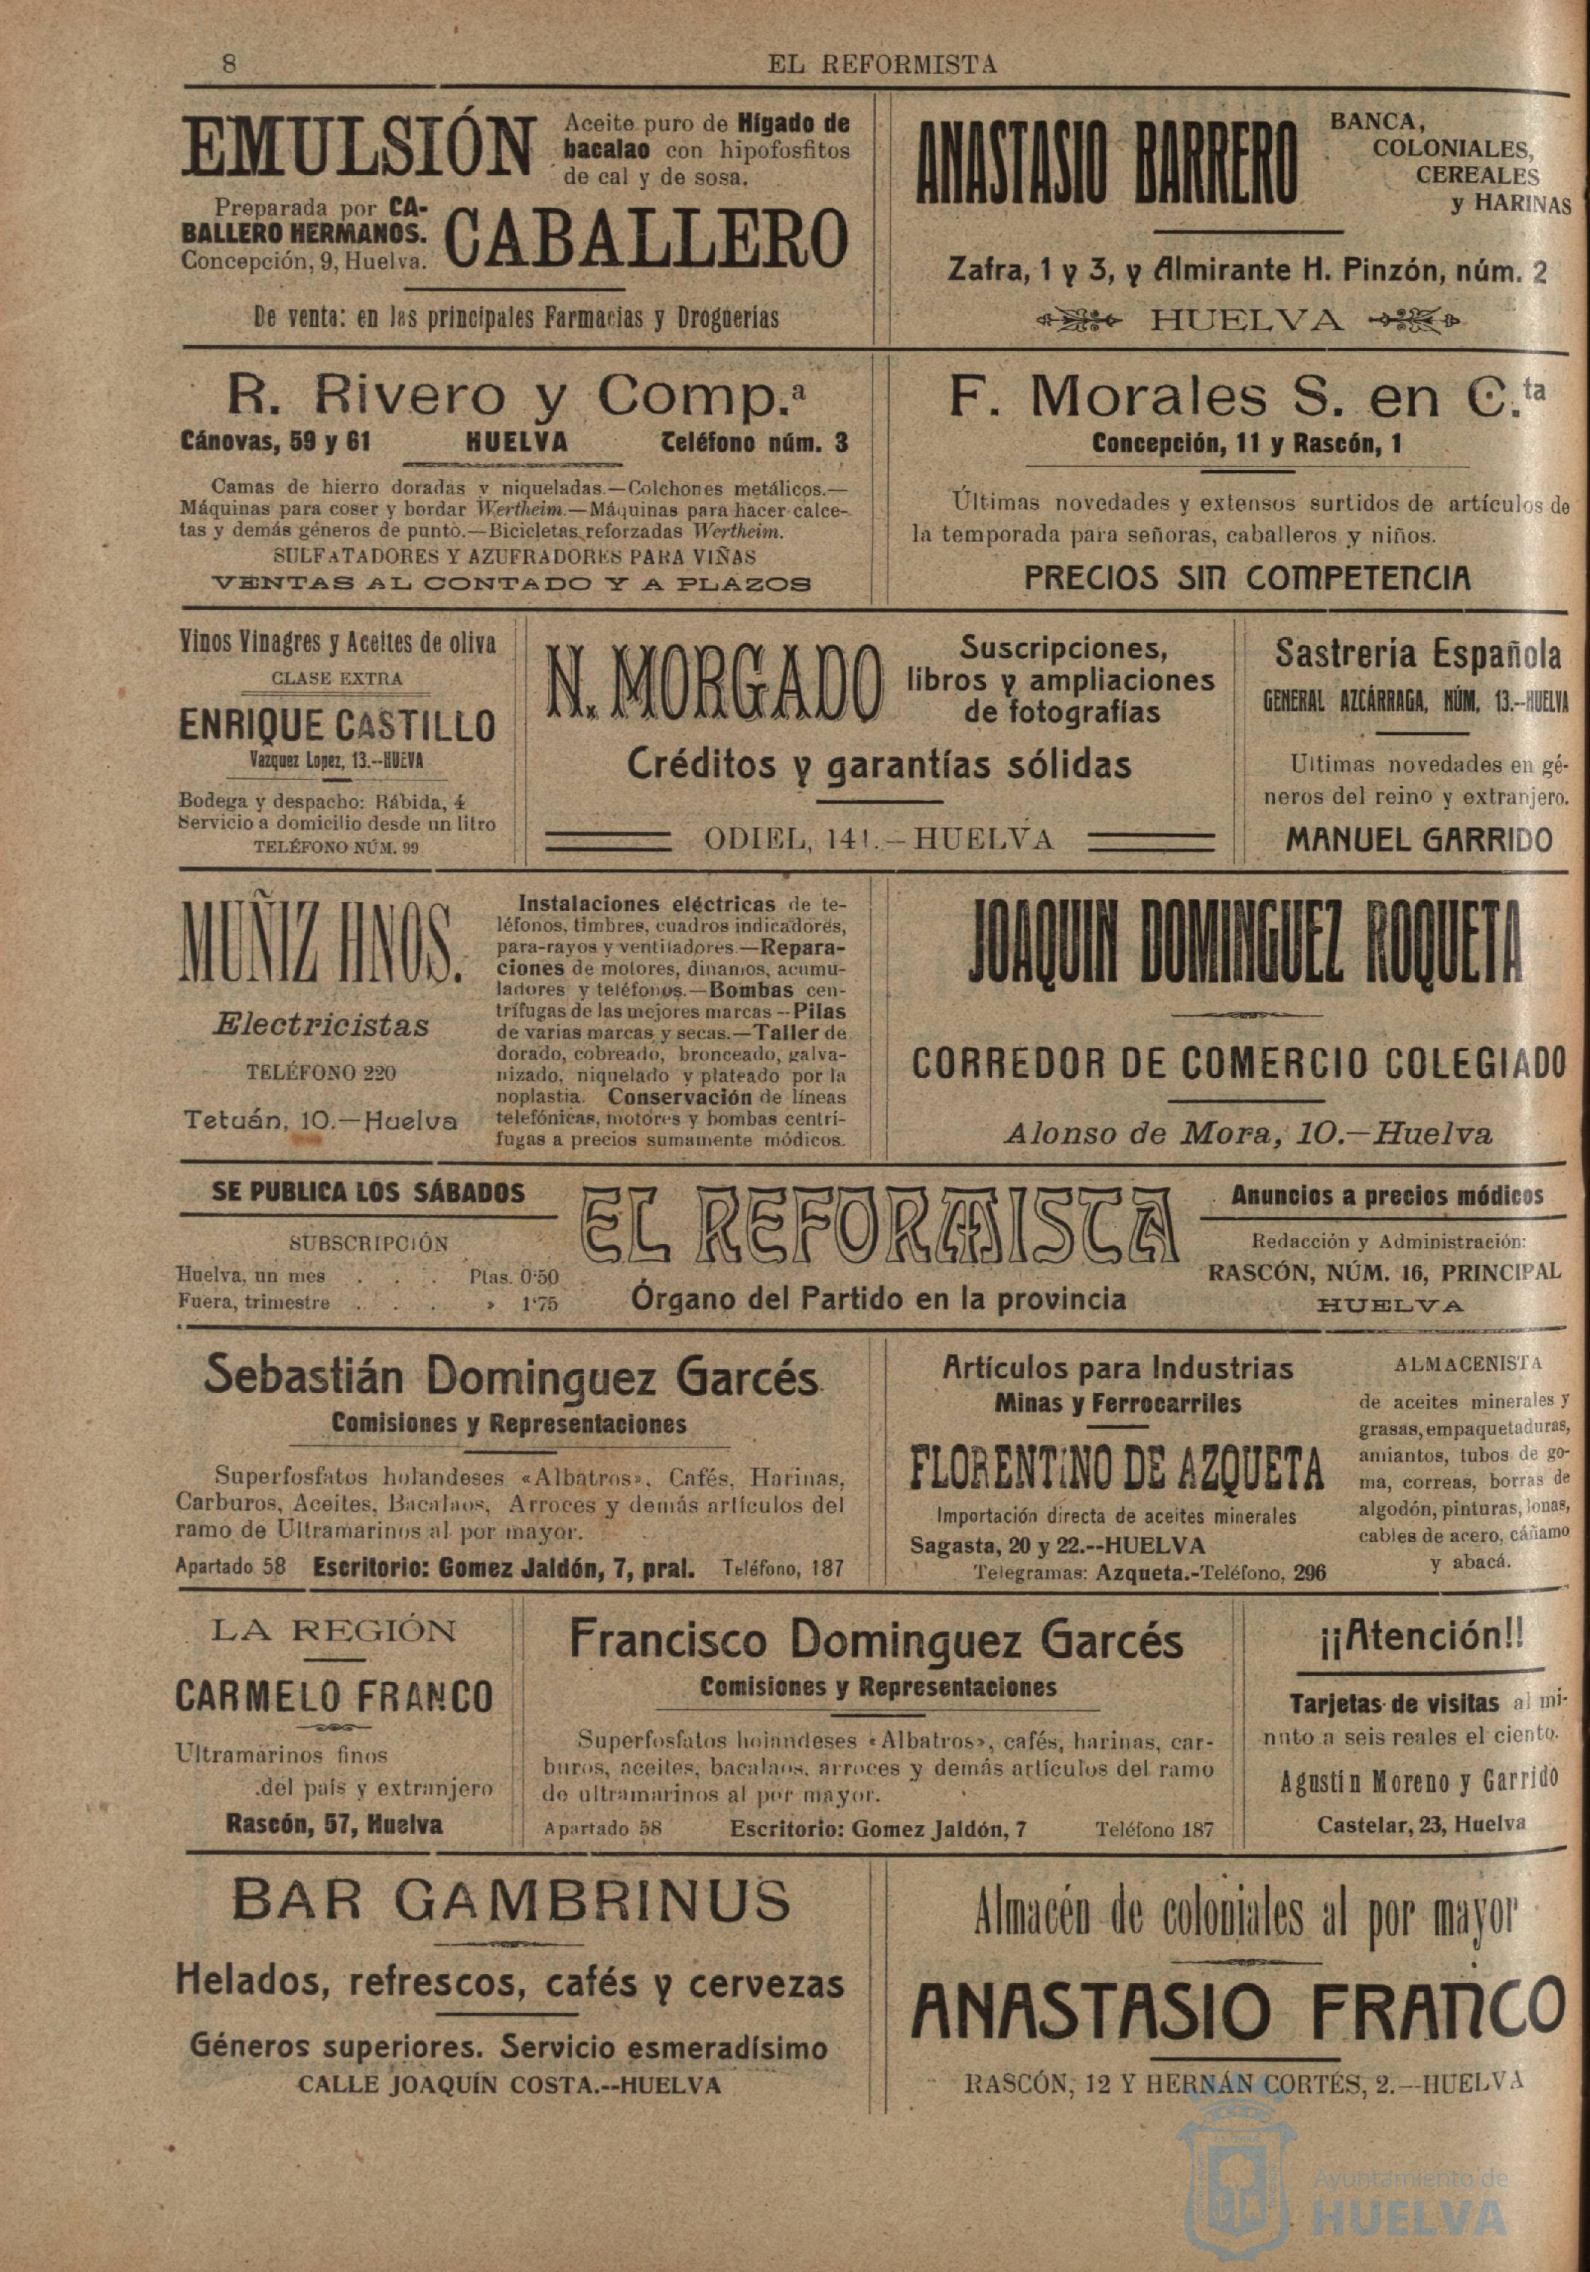 8
EL REFORMISTA
EMULSIÓN
Aceite puro de Hígado de
bacalao con hipofosfitos
de cal y de sosa.
Preparada por CA-
BALLERO HERMANOS.
Concepción, 9, Huelva.
CABALLERO
De venta: en las principales Farmacias y Droguerías
ANASTASIO BARRERO
BANCA,
COLONIALES,
CEREALES
y HARINAS
Zafra, 1 y 3, y Almirante H. Pinzón, núm. 2
HUELVA
R. Rivero y Comp.ª
Cánovas, 59 y 61 HUELVA Teléfono núm. 3
Camas de hierro doradas y niqueladas.—Colchones metálicos.—
Máquinas para coser y bordar Wertheim.—Máquinas para hacer calce-
tas y demás géneros de punto.—Bicicletas reforzadas Wertheim.
SULFATADORES Y AZUFRADORES PARA VIÑAS
VENTAS AL CONTADO Y A PLAZOS
F. Morales S. en C.ta
Concepción, 11 y Rascón, 1
Últimas novedades y extensos surtidos de artículos de
la temporada para señoras, caballeros y niños.
PRECIOS SIN COMPETENCIA
Vinos Vinagres y Aceites de oliva
CLASE EXTRA
ENRIQUE CASTILLO
Vazquez Lopez, 13.--HUEVA
Bodega y despacho: Rábida, 4
Servicio a domicilio desde un litro
TELÉFONO NÚM. 99
N. MORGADO
Suscripciones,
libros y ampliaciones
de fotografías
Créditos y garantías sólidas
ODIEL, 141.—HUELVA
Sastrería Española
GENERAL AZCÁRRAGA, NÚM. 13.--HUELVA
Ultimas novedades en gé-
neros del reino y extranjero.
MANUEL GARRIDO
MUÑIZ HNOS.
Electricistas
TELÉFONO 220
Tetuán, 10.—Huelva
Instalaciones eléctricas de te-
léfonos, timbres, cuadros indicadores,
para-rayos y ventiladores.—Repara-
ciones de motores, dinamos, acumu-
ladores y teléfonos.—Bombas cen-
trífugas de las mejores marcas --Pilas
de varias marcas y secas.—Taller de
dorado, cobreado, bronceado, galva-
nizado, niquelado y plateado por la
noplastia. Conservación de líneas
telefónicas, motores y bombas centrí-
fugas a precios sumamente módicos.
JOAQUIN DOMINGUEZ ROQUETA
CORREDOR DE COMERCIO COLEGIADO
Alonso de Mora, 10.—Huelva
SE PUBLICA LOS SÁBADOS
SUBSCRIPCIÓN
Huelva, un mes . . . Ptas. 0'50
Fuera, trimestre . . . » 1'75
EL REFORMISTA
Órgano del Partido en la provincia
Anuncios a precios módicos
Redacción y Administración:
RASCÓN, NÚM. 16, PRINCIPAL
HUELVA
Sebastián Dominguez Garcés
Comisiones y Representaciones
Superfosfatos holandeses «Albatros», Cafés, Harinas,
Carburos, Aceites, Bacalaos, Arroces y demás artículos del
ramo de Ultramarinos al por mayor.
Apartado 58 Escritorio: Gomez Jaldón, 7, pral. Teléfono, 187
Artículos para Industrias
Minas y Ferrocarriles
FLORENTINO DE AZQUETA
Importación directa de aceites minerales
Sagasta, 20 y 22.--HUELVA
Telegramas: Azqueta.-Teléfono, 296
ALMACENISTA
de aceites minerales y
grasas, empaquetaduras,
amiantos, tubos de go-
ma, correas, borras de
algodón, pinturas, lonas,
cables de acero, cáñamo
y abacá.
LA REGIÓN
CARMELO FRANCO
Ultramarinos finos
del país y extranjero
Rascón, 57, Huelva
Francisco Dominguez Garcés
Comisiones y Representaciones
Superfosfatos holandeses «Albatros», cafés, harinas, car-
buros, aceites, bacalaos, arroces y demás artículos del ramo
de ultramarinos al por mayor.
Apartado 58 Escritorio: Gomez Jaldón, 7 Teléfono 187
¡¡Atención!!
Tarjetas de visitas al mi-
nuto a seis reales el ciento.
Agustín Moreno y Garrido
Castelar, 23, Huelva
BAR GAMBRINUS
Helados, refrescos, cafés y cervezas
Géneros superiores. Servicio esmeradísimo
CALLE JOAQUÍN COSTA.--HUELVA
Almacén de coloniales al por mayor
ANASTASIO FRANCO
RASCÓN, 12 Y HERNÁN CORTÉS, 2.—HUELVA
Ayuntamiento de
HUELVA